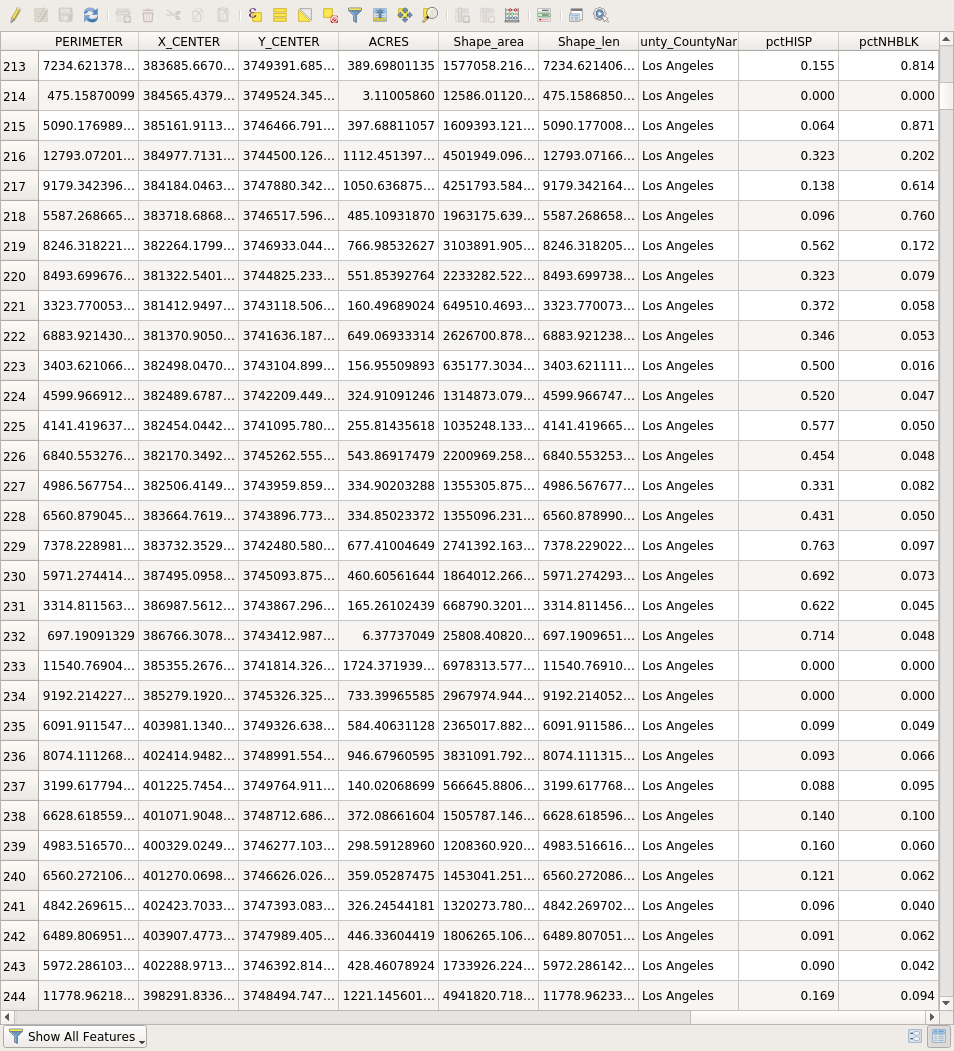 PERIMETER X_CENTER Y_CENTER ACRES Shape_area Shape_len unty_CountyNar pctHISP pctNHBLK
213 7234.621378... 383685.6670... 3749391.685... 389.69801135 1577058.216... 7234.621406... Los Angeles 0.155 0.814
214 475.15870099 384565.4379... 3749524.345... 3.11005860 12586.01120... 475.1586850... Los Angeles 0.000 0.000
215 5090.176989... 385161.9113... 3746466.791... 397.68811057 1609393.121... 5090.177008... Los Angeles 0.064 0.871
216 12793.07201... 384977.7131... 3744500.126... 1112.451397... 4501949.096... 12793.07166... Los Angeles 0.323 0.202
217 9179.342396... 384184.0463... 3747880.342... 1050.636875... 4251793.584... 9179.342164... Los Angeles 0.138 0.614
218 5587.268665... 383718.6868... 3746517.596... 485.10931870 1963175.639... 5587.268658... Los Angeles 0.096 0.760
219 8246.318221... 382264.1799... 3746933.044... 766.98532627 3103891.905... 8246.318205... Los Angeles 0.562 0.172
220 8493.699676... 381322.5401... 3744825.233... 551.85392764 2233282.522... 8493.699738... Los Angeles 0.323 0.079
221 3323.770053... 381412.9497... 3743118.506... 160.49689024 649510.4693... 3323.770073... Los Angeles 0.372 0.058
222 6883.921430... 381370.9050... 3741636.187... 649.06933314 2626700.878... 6883.921238... Los Angeles 0.346 0.053
223 3403.621066... 382498.0470... 3743104.899... 156.95509893 635177.3034... 3403.621111... Los Angeles 0.500 0.016
224 4599.966912... 382489.6787... 3742209.449... 324.91091246 1314873.079... 4599.966747... Los Angeles 0.520 0.047
225 4141.419637... 382454.0442... 3741095.780... 255.81435618 1035248.133... 4141.419665... Los Angeles 0.577 0.050
226 6840.553276... 382170.3492... 3745262.555... 543.86917479 2200969.258... 6840.553253... Los Angeles 0.454 0.048
227 4986.567754... 382506.4149... 3743959.859... 334.90203288 1355305.875... 4986.567677... Los Angeles 0.331 0.082
228 6560.879045... 383664.7619... 3743896.773... 334.85023372 1355096.231... 6560.878990... Los Angeles 0.431 0.050
229 7378.228981... 383732.3529... 3742480.580... 677.41004649 2741392.163... 7378.229022... Los Angeles 0.763 0.097
230 5971.274414... 387495.0958... 3745093.875... 460.60561644 1864012.266... 5971.274293... Los Angeles 0.692 0.073
231 3314.811563... 386987.5612... 3743867.296... 165.26102439 668790.3201... 3314.811456... Los Angeles 0.622 0.045
232 697.19091329 386766.3078... 3743412.987... 6.37737049 25808.40820... 697.1909651... Los Angeles 0.714 0.048
233 11540.76904... 385355.2676... 3741814.326... 1724.371939... 6978313.577... 11540.76910... Los Angeles 0.000 0.000
234 9192.214227... 385279.1920... 3745326.325... 733.39965585 2967974.944... 9192.214052... Los Angeles 0.000 0.000
235 6091.911547... 403981.1340... 3749326.638... 584.40631128 2365017.882... 6091.911586... Los Angeles 0.099 0.049
236 8074.111268... 402414.9482... 3748991.554... 946.67960595 3831091.792... 8074.111315... Los Angeles 0.093 0.066
237 3199.617794... 401225.7454... 3749764.911... 140.02068699 566645.8806... 3199.617768... Los Angeles 0.088 0.095
238 6628.618559... 401071.9048... 3748712.686... 372.08661604 1505787.146... 6628.618596... Los Angeles 0.140 0.100
239 4983.516570... 400329.0249... 3746277.103... 298.59128960 1208360.920... 4983.516616... Los Angeles 0.160 0.060
240 6560.272106... 401270.0698... 3746626.026... 359.05287475 1453041.251... 6560.272086... Los Angeles 0.121 0.062
241 4842.269615... 402423.7033... 3747393.083... 326.24544181 1320273.780... 4842.269702... Los Angeles 0.096 0.040
242 6489.806951... 403907.4773... 3747989.405... 446.33604419 1806265.106... 6489.807051... Los Angeles 0.091 0.062
243 5972.286103... 402288.9713... 3746392.814... 428.46078924 1733926.224... 5972.286142... Los Angeles 0.090 0.042
244 11778.96218... 398291.8336... 3748494.747... 1221.145601... 4941820.718... 11778.96233... Los Angeles 0.169 0.094
Show All Features